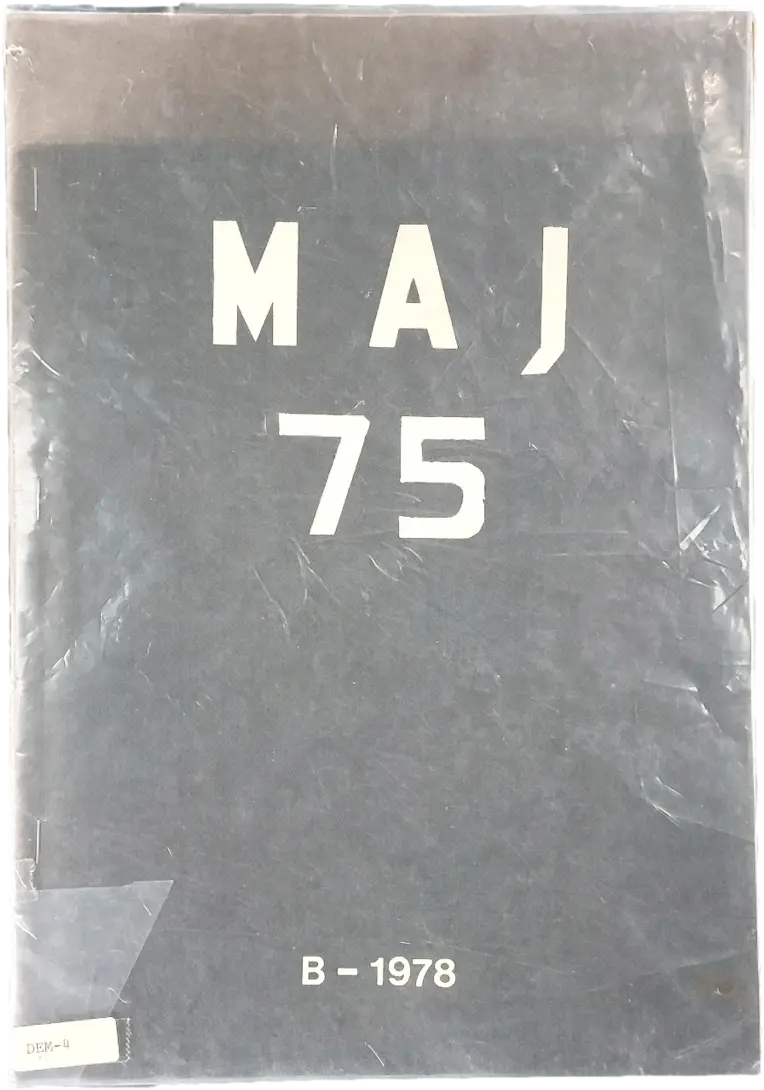 MAJ
75
B – 1978
DEM-4